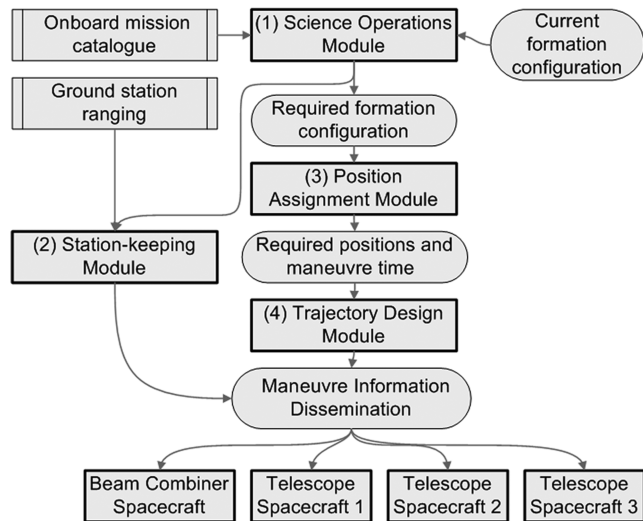 Onboard mission
catalogue
(1) Science Operations
Module
Current
formation
configuration
Ground station
ranging
Required formation
configuration
(3) Position
Assignment Module
(2) Station-keeping
Module
Required positions and
maneuvre time
(4) Trajectory Design
Module
Maneuvre Information
Dissemination
Beam Combiner
Spacecraft
Telescope
Spacecraft 1
Telescope
Spacecraft 2
Telescope
Spacecraft 3